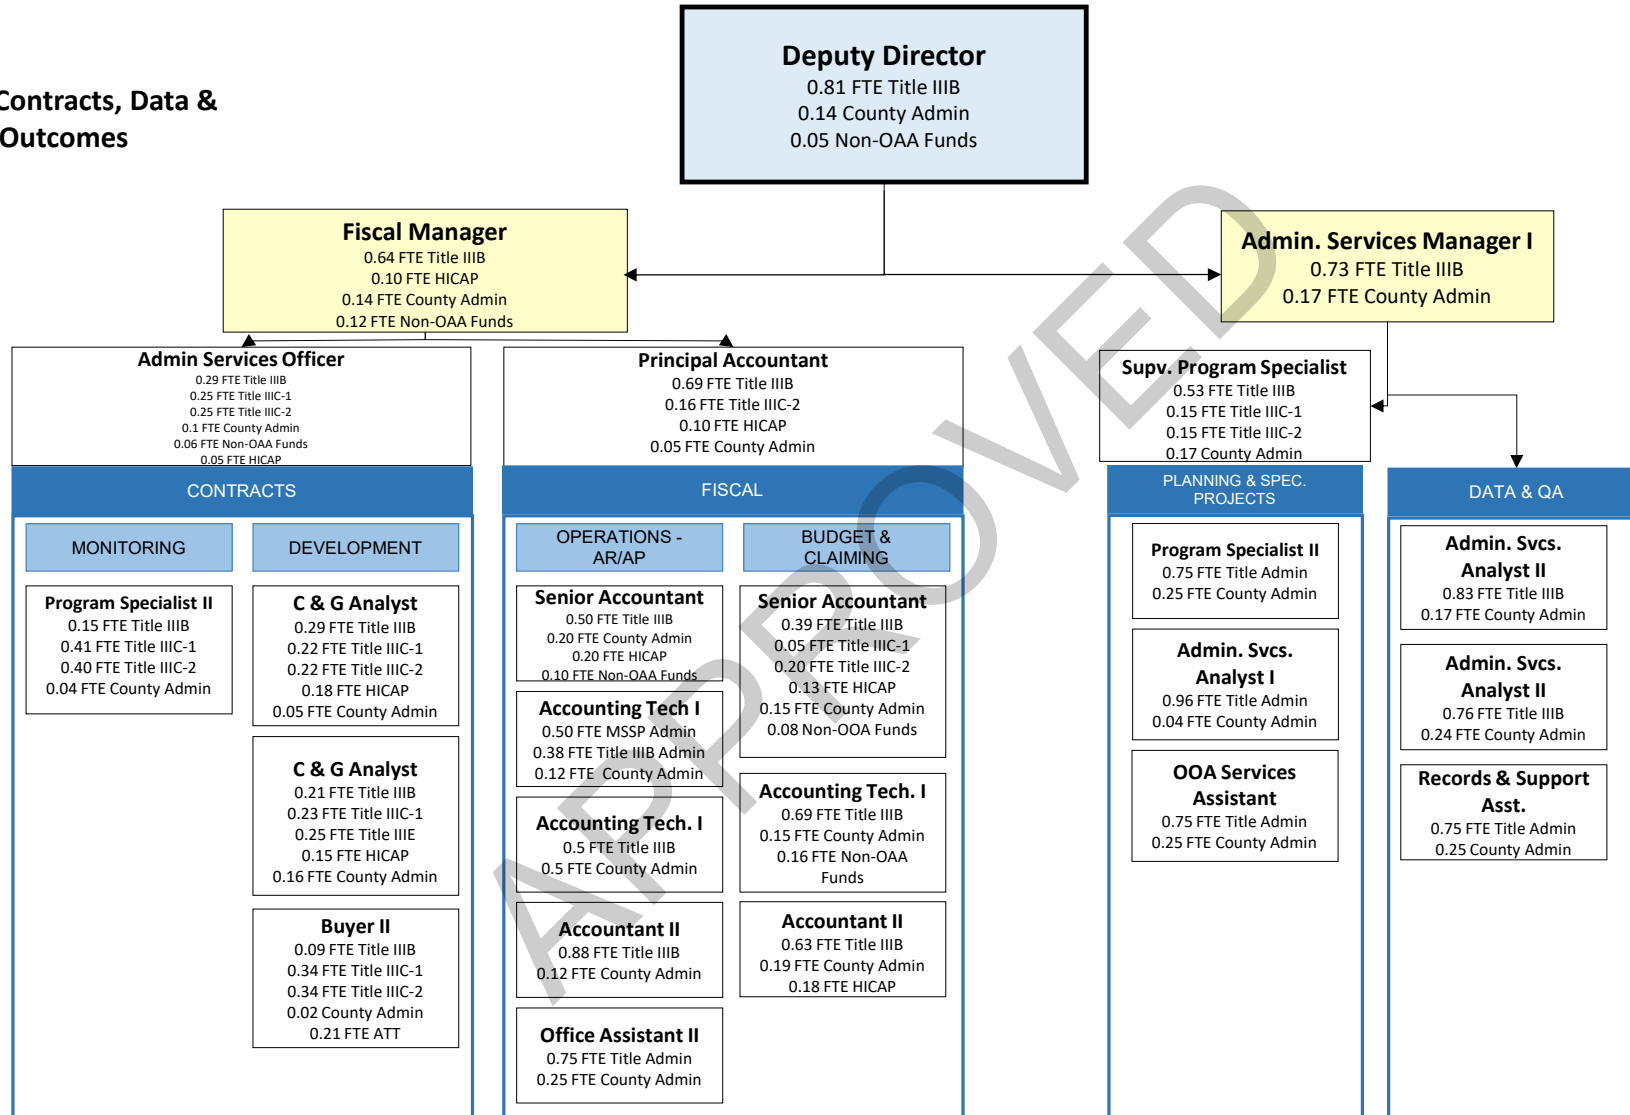 Contracts, Data &
Outcomes
Deputy Director
0.81 FTE Title IIIB
0.14 County Admin
0.05 Non-OAA Funds
Fiscal Manager
0.64 FTE Title IIIB
0.10 FTE HICAP
0.14 FTE County Admin
0.12 FTE Non-OAA Funds
Admin. Services Manager I
0.73 FTE Title IIIB
0.17 FTE County Admin
Admin Services Officer
0.29 FTE Title IIIB
0.25 FTE Title IIIC-1
0.25 FTE Title IIIC-2
0.1 FTE County Admin
0.06 FTE Non-OAA Funds
0.05 FTE HICAP
Principal Accountant
0.69 FTE Title IIIB
0.16 FTE Title IIIC-2
0.10 FTE HICAP
0.05 FTE County Admin
Supv. Program Specialist
0.53 FTE Title IIIB
0.15 FTE Title IIIC-1
0.15 FTE Title IIIC-2
0.17 County Admin
CONTRACTS
MONITORING
Program Specialist II
0.15 FTE Title IIIB
0.41 FTE Title IIIC-1
0.40 FTE Title IIIC-2
0.04 FTE County Admin
DEVELOPMENT
C & G Analyst
0.29 FTE Title IIIB
0.22 FTE Title IIIC-1
0.22 FTE Title IIIC-2
0.18 FTE HICAP
0.05 FTE County Admin
C & G Analyst
0.21 FTE Title IIIB
0.23 FTE Title IIIC-1
0.25 FTE Title IIIE
0.15 FTE HICAP
0.16 FTE County Admin
Buyer II
0.09 FTE Title IIIB
0.34 FTE Title IIIC-1
0.34 FTE Title IIIC-2
0.02 County Admin
0.21 FTE ATT
FISCAL
OPERATIONS -
AR/AP
Senior Accountant
0.50 FTE Title IIIB
0.20 FTE County Admin
0.20 FTE HICAP
0.10 FTE Non-OAA Funds
Accounting Tech I
0.50 FTE MSSP Admin
0.38 FTE Title IIIB Admin
0.12 FTE County Admin
Accounting Tech. I
0.5 FTE Title IIIB
0.5 FTE County Admin
Accountant II
0.88 FTE Title IIIB
0.12 FTE County Admin
Office Assistant II
0.75 FTE Title Admin
0.25 FTE County Admin
BUDGET &
CLAIMING
Senior Accountant
0.39 FTE Title IIIB
0.05 FTE Title IIIC-1
0.20 FTE Title IIIC-2
0.13 FTE HICAP
0.15 FTE County Admin
0.08 Non-OOA Funds
Accounting Tech. I
0.69 FTE Title IIIB
0.15 FTE County Admin
0.16 FTE Non-OAA
Funds
Accountant II
0.63 FTE Title IIIB
0.19 FTE County Admin
0.18 FTE HICAP
PLANNING & SPEC.
PROJECTS
Program Specialist II
0.75 FTE Title Admin
0.25 FTE County Admin
Admin. Svcs.
Analyst I
0.96 FTE Title Admin
0.04 FTE County Admin
OOA Services
Assistant
0.75 FTE Title Admin
0.25 FTE County Admin
DATA & QA
Admin. Svcs.
Analyst II
0.83 FTE Title IIIB
0.17 FTE County Admin
Admin. Svcs.
Analyst II
0.76 FTE Title IIIB
0.24 FTE County Admin
Records & Support
Asst.
0.75 FTE Title Admin
0.25 County Admin
APPROVED